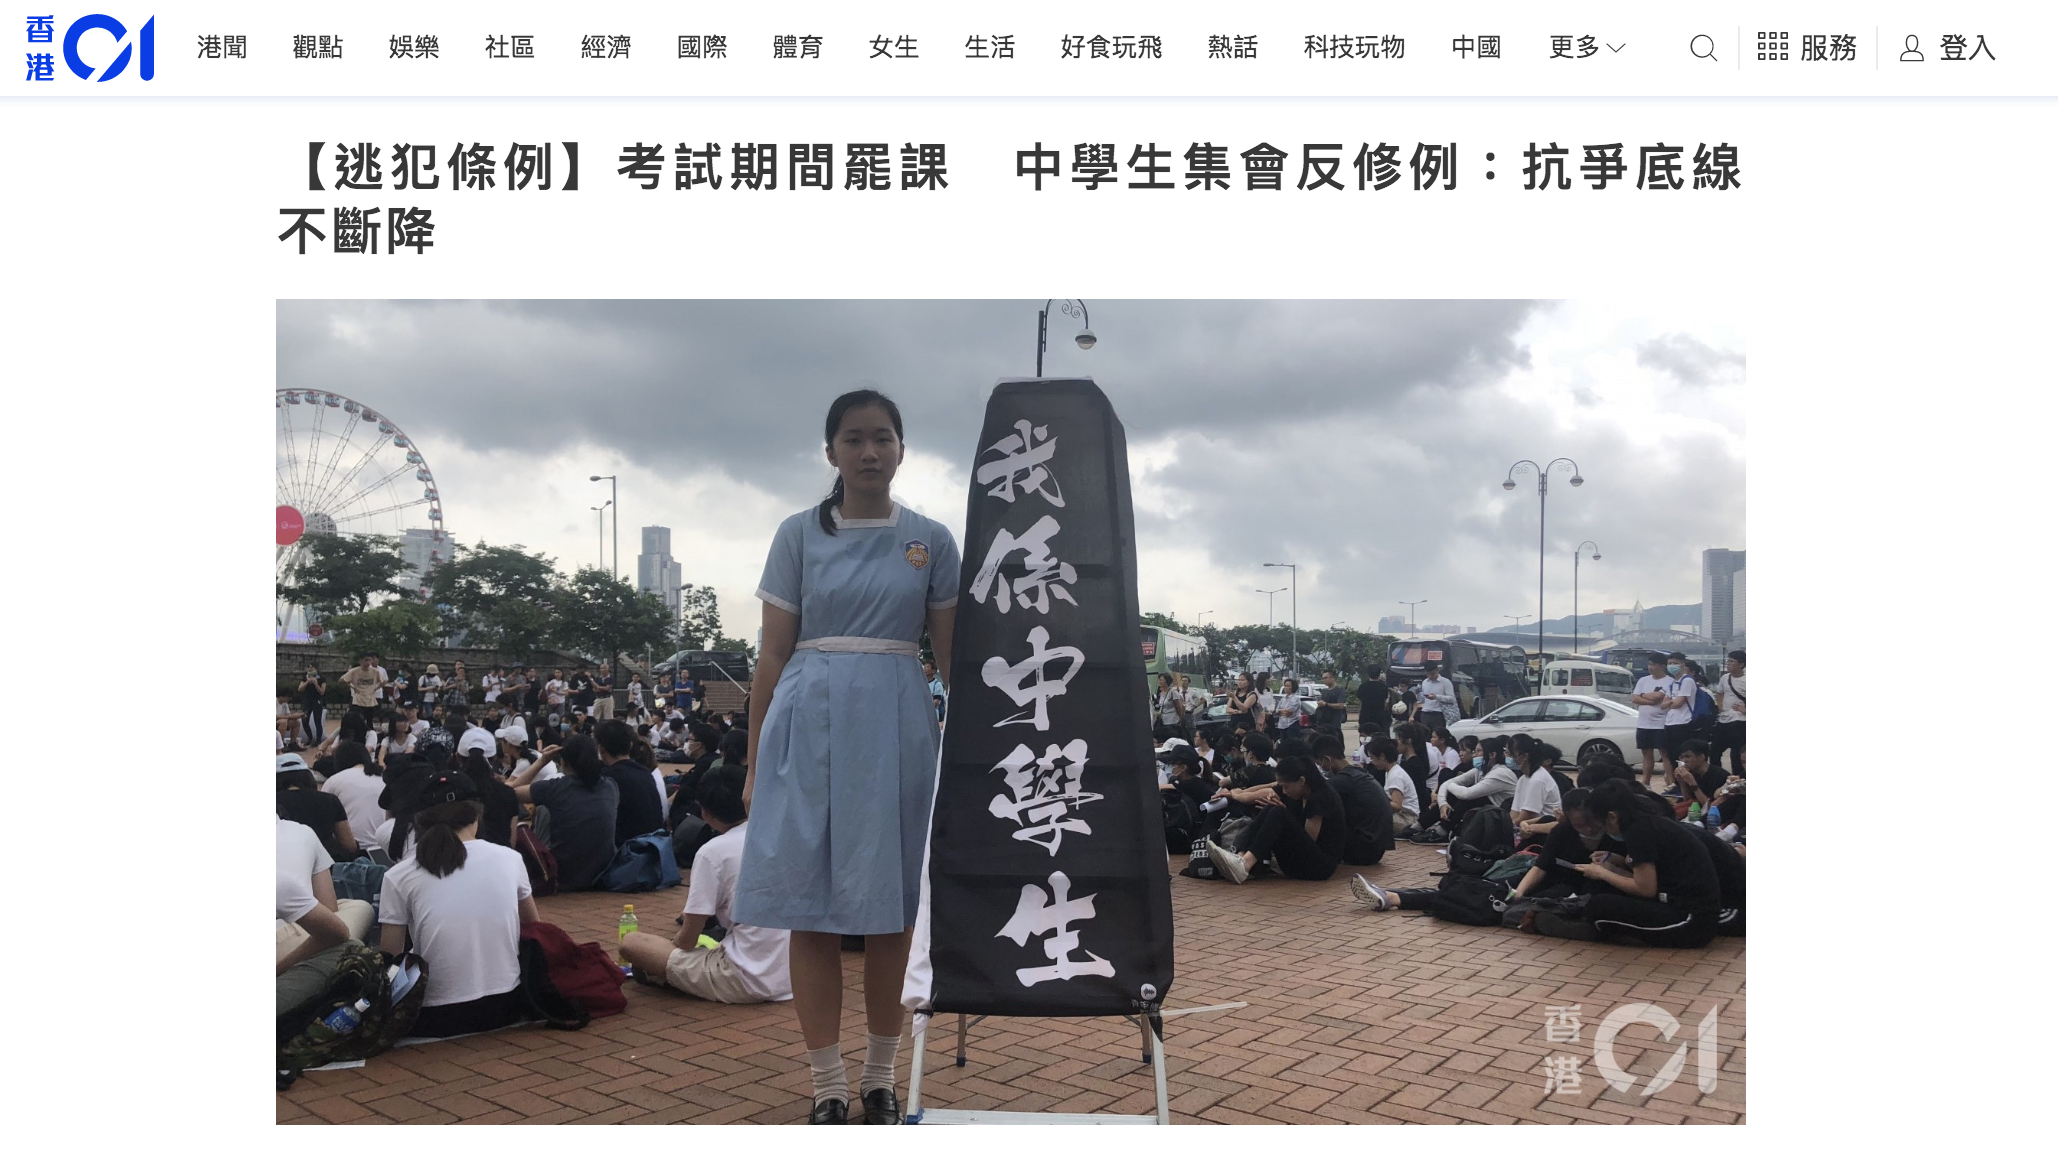 香港01
港聞 觀點 娛樂 社區 經濟 國際 體育 女生 生活 好食玩飛 熱話 科技玩物 中國 更多 服務 登入
【逃犯條例】考試期間罷課　中學生集會反修例：抗爭底線
不斷降
我係中學生
香港01